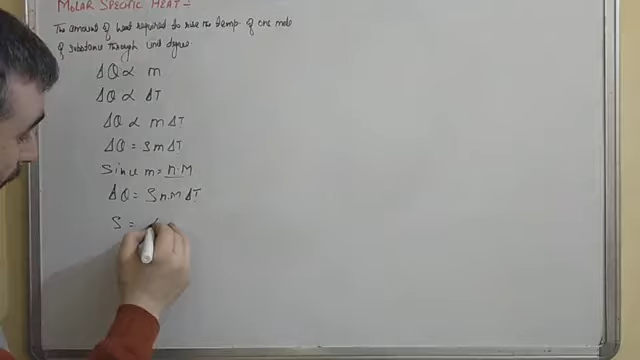 MOLAR SPECIFIC HEAT -
The amount of heat required to rise the temp. of one mole
of substance through unit degree.
ΔQ ∝ m
ΔQ ∝ ΔT
ΔQ ∝ m ΔT
ΔQ = S m ΔT
Since m = n.M
ΔQ = S n.M ΔT
S =